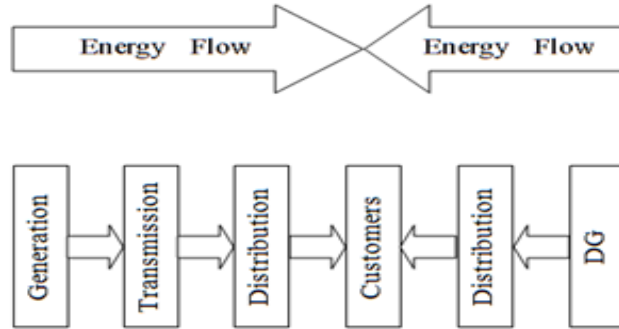 Energy Flow
Energy Flow
Generation
Transmission
Distribution
Customers
Distribution
DG